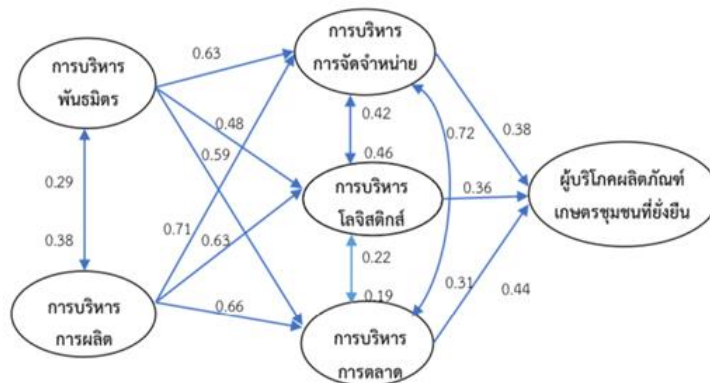 การบริหาร
การจัดจำหน่าย
0.63
การบริหาร
พันธมิตร
0.42
0.72
0.38
0.48
0.59
0.46
การบริหาร
โลจิสติกส์
0.36
ผู้บริโภคผลิตภัณฑ์
เกษตรชุมชนที่ยั่งยืน
0.29
0.38
0.71
0.63
0.22
0.19
0.31
0.44
0.66
การบริหาร
การผลิต
การบริหาร
การตลาด